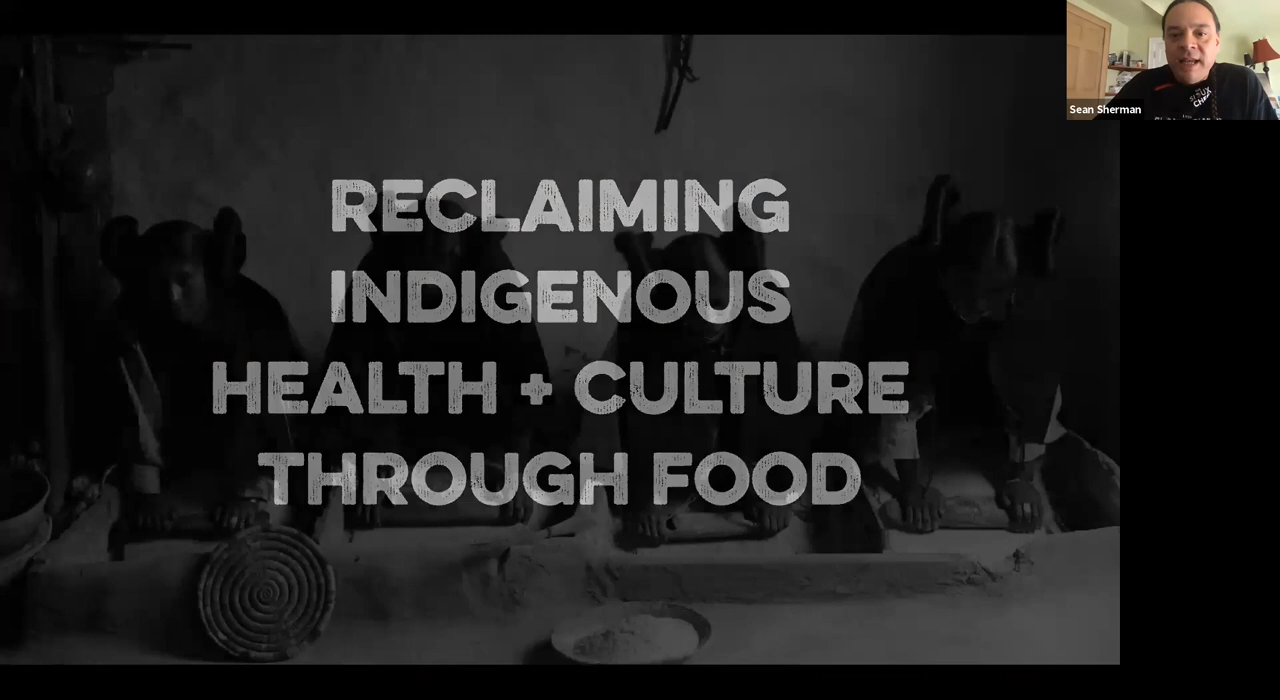 RECLAIMING
INDIGENOUS
HEALTH + CULTURE
THROUGH FOOD
Sean Sherman